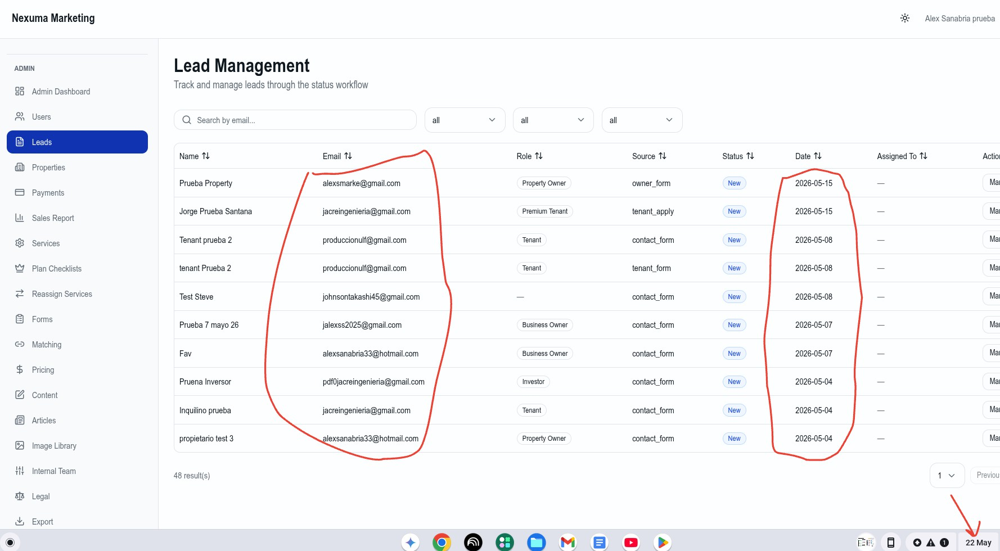 Nexuma Marketing
Alex Sanabria prueba
ADMIN
Admin Dashboard
Users
Leads
Properties
Payments
Sales Report
Services
Plan Checklists
Reassign Services
Forms
Matching
Pricing
Content
Articles
Image Library
Internal Team
Legal
Export
Lead Management
Track and manage leads through the status workflow
Search by email... all all all
Name Email Role Source Status Date Assigned To Actio
Prueba Property alexsmarke@gmail.com Property Owner owner_form New 2026-05-15 — Ma
Jorge Prueba Santana jacreingenieria@gmail.com Premium Tenant tenant_apply New 2026-05-15 — Ma
Tenant prueba 2 produccionulf@gmail.com Tenant contact_form New 2026-05-08 — Ma
tenant Prueba 2 produccionulf@gmail.com Tenant tenant_form New 2026-05-08 — Ma
Test Steve johnsontakashi45@gmail.com — contact_form New 2026-05-08 — Ma
Prueba 7 mayo 26 jalexss2025@gmail.com Business Owner contact_form New 2026-05-07 — Ma
Fav alexsanabria33@hotmail.com Business Owner contact_form New 2026-05-07 — Ma
Pruena Inversor pdf0jacreingenieria@gmail.com Investor contact_form New 2026-05-04 — Ma
Inquilino prueba jacreingenieria@gmail.com Tenant contact_form New 2026-05-04 — Ma
propietario test 3 alexsanabria33@hotmail.com Property Owner contact_form New 2026-05-04 — Ma
48 result(s) 1 Previou
1 22 May